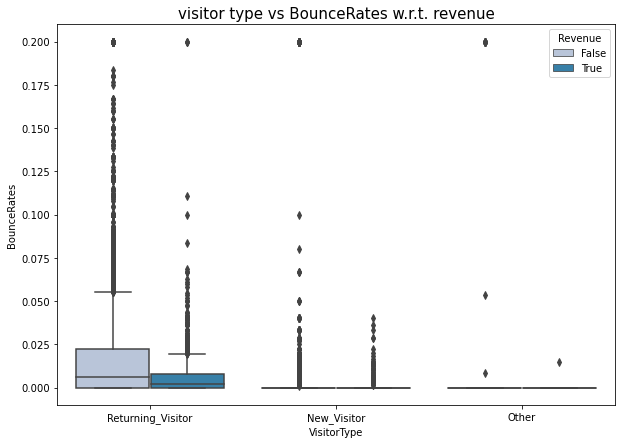 visitor type vs BounceRates w.r.t. revenue
Revenue
False
True
0.200
0.175
0.150
0.125
0.100
0.075
0.050
0.025
0.000
BounceRates
Returning_Visitor
New_Visitor
Other
VisitorType